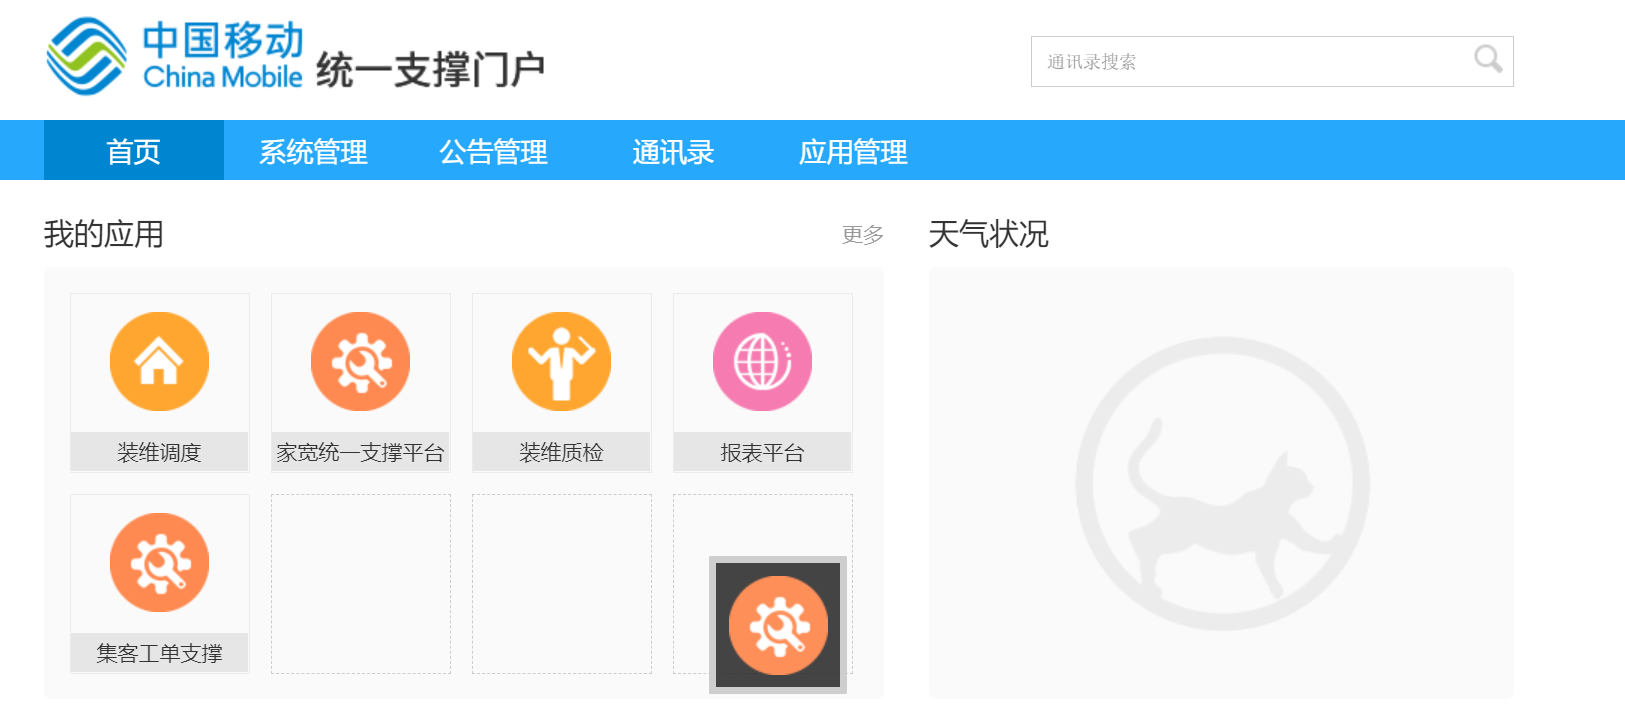 中国移动
China Mobile
统一支撑门户
通讯录搜索
首页 系统管理 公告管理 通讯录 应用管理
我的应用 更多 天气状况
装维调度 家宽统一支撑平台 装维质检 报表平台
集客工单支撑